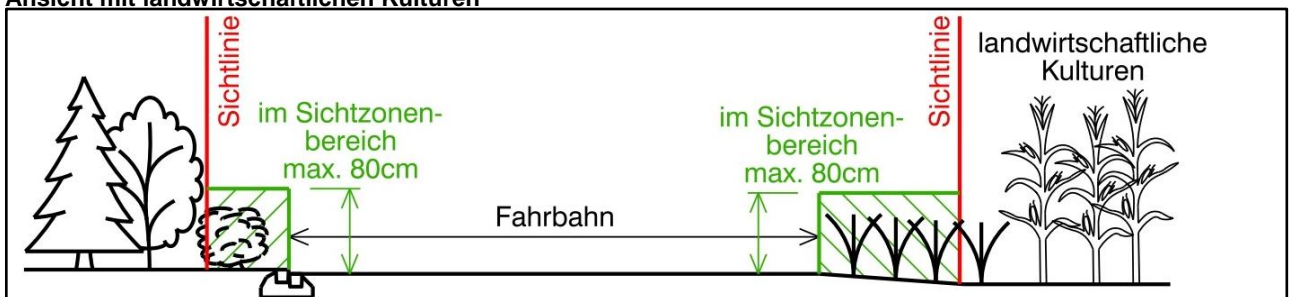 Ansicht mit landwirtschaftlichen Kulturen
Sichtlinie
im Sichtzonen-
bereich
max. 80cm
Fahrbahn
im Sichtzonen-
bereich
max. 80cm
Sichtlinie
landwirtschaftliche
Kulturen